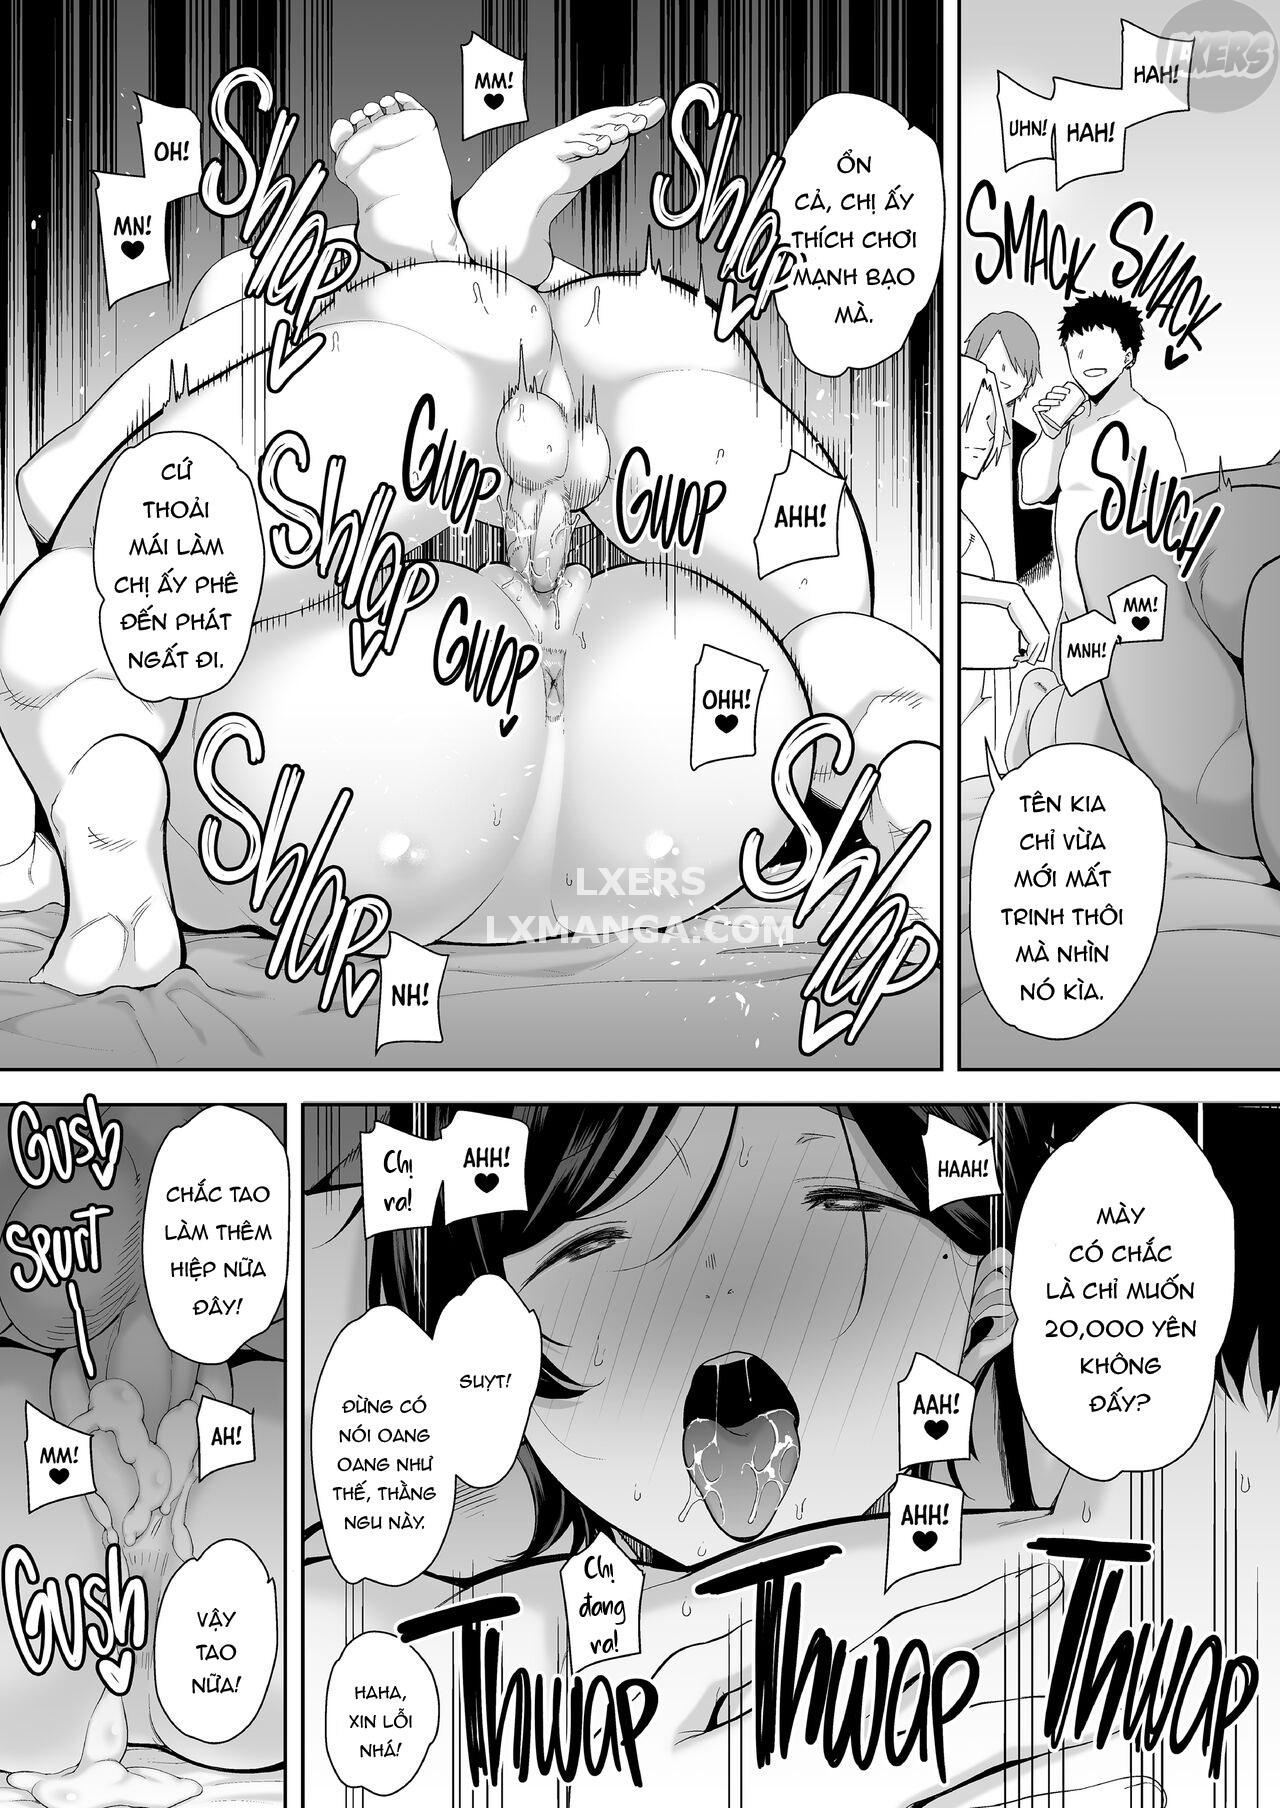 LXERS
HAH!
HAH!
UHN!
SMACK SMACK
SLUCH
MM!
MNH!
TÊN KIA
CHỈ VỪA
MỚI MẤT
TRINH THÔI
MÀ NHÌN
NÓ KÌA.
ỔN
CẢ, CHỊ ẤY
THÍCH CHƠI
MẠNH BẠO
MÀ.
MM!
OH!
MN!
SHLAP
SHLAP
CỨ
THOẢI
MÁI LÀM
CHỊ ẤY PHÊ
ĐẾN PHÁT
NGẤT ĐI.
GWOP
GWOP
AHH!
SHLAP
GWOP
OHH!
SHLAP
SHLAP
NH!
LXERS
LXMANGA.COM
HAAH!
MÀY
CÓ CHẮC
LÀ CHỈ MUỐN
20,000 YÊN
KHÔNG
ĐẤY?
AHH!
Chị
ra!
SUỴT!
ĐỪNG CÓ
NÓI OANG
OANG NHƯ
THẾ, THẰNG
NGU NÀY.
AAH!
AHH!
Chị
đang
ra!
HAHA,
XIN LỖI
NHÁ!
THWAP
THWAP
THWAP
CHẮC TAO
LÀM THÊM
HIỆP NỮA
ĐÂY!
GUSH
SPURT
AH!
MM!
VẬY
TAO
NỮA!
GUSH